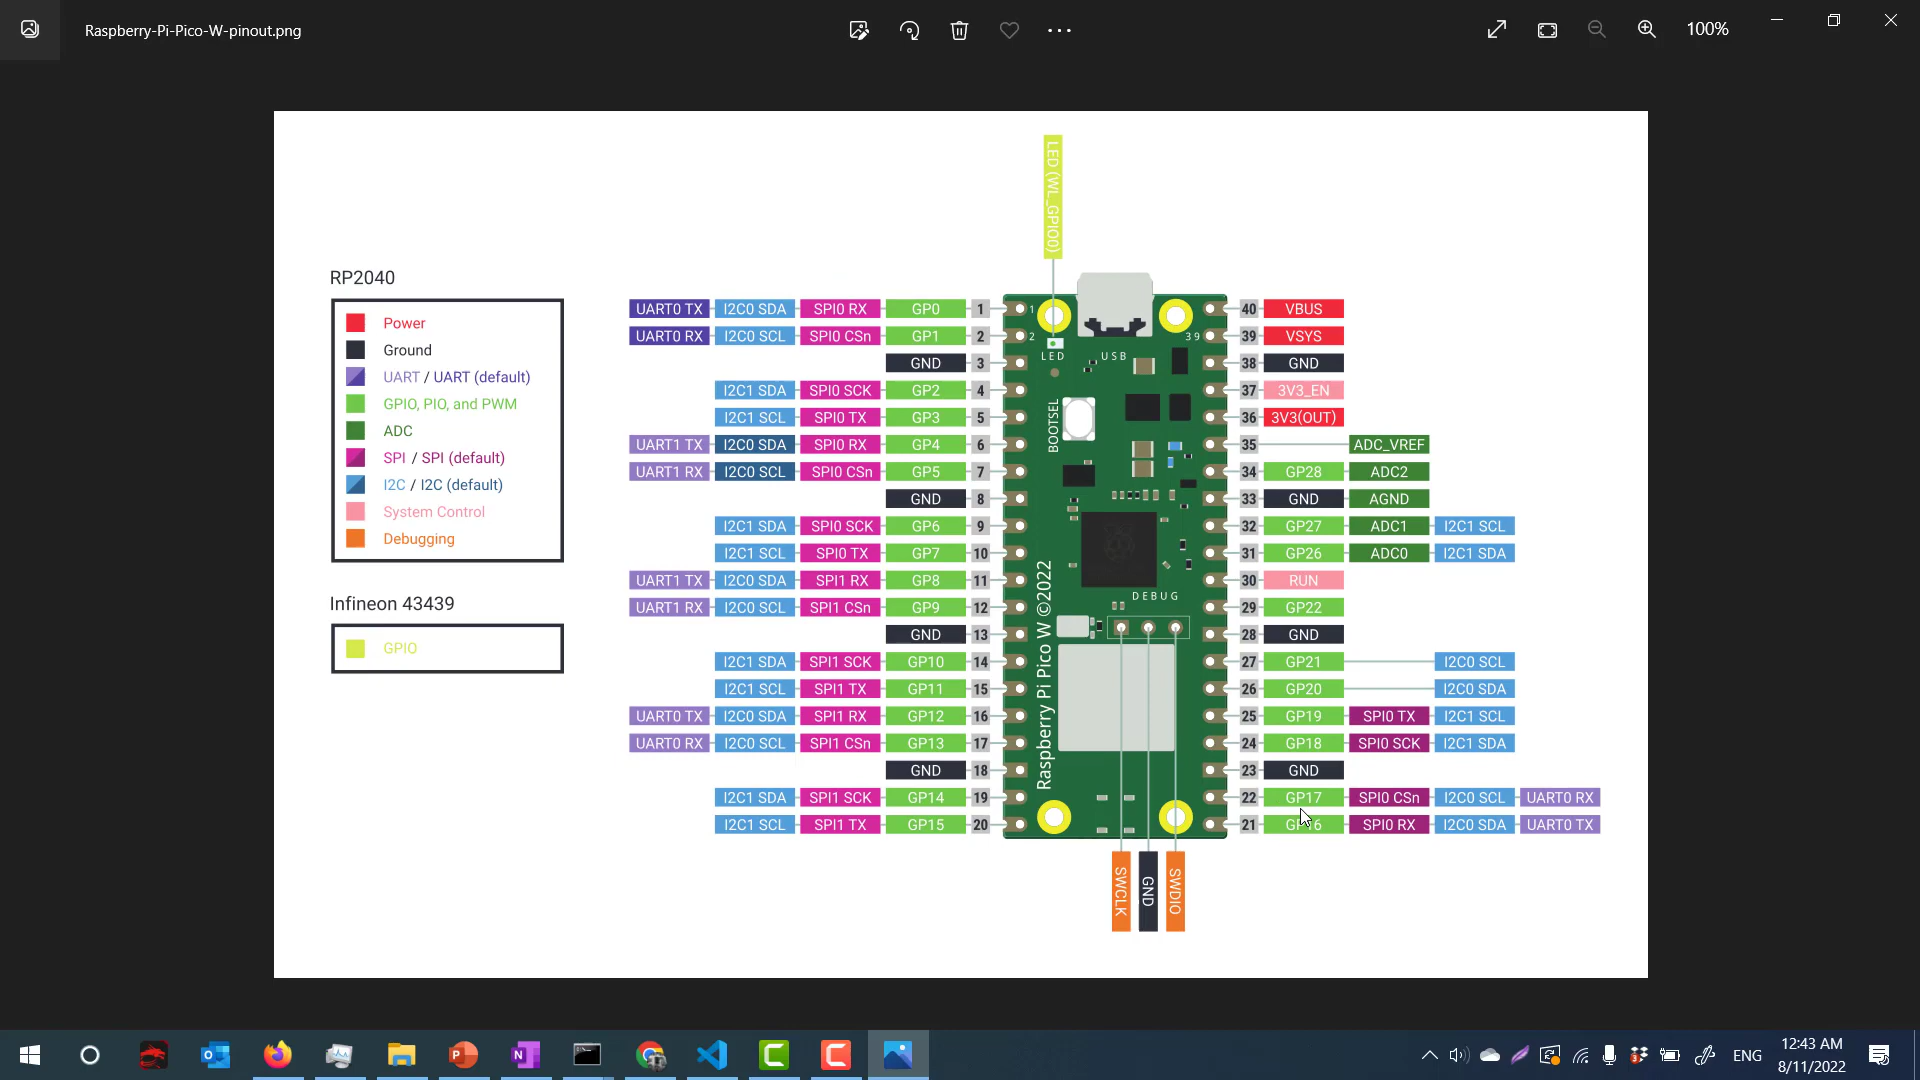 Raspberry-Pi-Pico-W-pinout.png
100%
LED (WL_GPIO0)
RP2040
Power
Ground
UART / UART (default)
GPIO, PIO, and PWM
ADC
SPI / SPI (default)
I2C / I2C (default)
System Control
Debugging
Infineon 43439
GPIO
UART0 TX I2C0 SDA SPI0 RX GP0 1
UART0 RX I2C0 SCL SPI0 CSn GP1 2
GND 3
I2C1 SDA SPI0 SCK GP2 4
I2C1 SCL SPI0 TX GP3 5
UART1 TX I2C0 SDA SPI0 RX GP4 6
UART1 RX I2C0 SCL SPI0 CSn GP5 7
GND 8
I2C1 SDA SPI0 SCK GP6 9
I2C1 SCL SPI0 TX GP7 10
UART1 TX I2C0 SDA SPI1 RX GP8 11
UART1 RX I2C0 SCL SPI1 CSn GP9 12
GND 13
I2C1 SDA SPI1 SCK GP10 14
I2C1 SCL SPI1 TX GP11 15
UART0 TX I2C0 SDA SPI1 RX GP12 16
UART0 RX I2C0 SCL SPI1 CSn GP13 17
GND 18
I2C1 SDA SPI1 SCK GP14 19
I2C1 SCL SPI1 TX GP15 20
1
2 39
LED USB
BOOTSEL
DEBUG
Raspberry Pi Pico W ©2022
40 VBUS
39 VSYS
38 GND
37 3V3_EN
36 3V3(OUT)
35 ADC_VREF
34 GP28 ADC2
33 GND AGND
32 GP27 ADC1 I2C1 SCL
31 GP26 ADC0 I2C1 SDA
30 RUN
29 GP22
28 GND
27 GP21 I2C0 SCL
26 GP20 I2C0 SDA
25 GP19 SPI0 TX I2C1 SCL
24 GP18 SPI0 SCK I2C1 SDA
23 GND
22 GP17 SPI0 CSn I2C0 SCL UART0 RX
21 GP16 SPI0 RX I2C0 SDA UART0 TX
SWCLK
GND
SWDIO
ENG
12:43 AM
8/11/2022